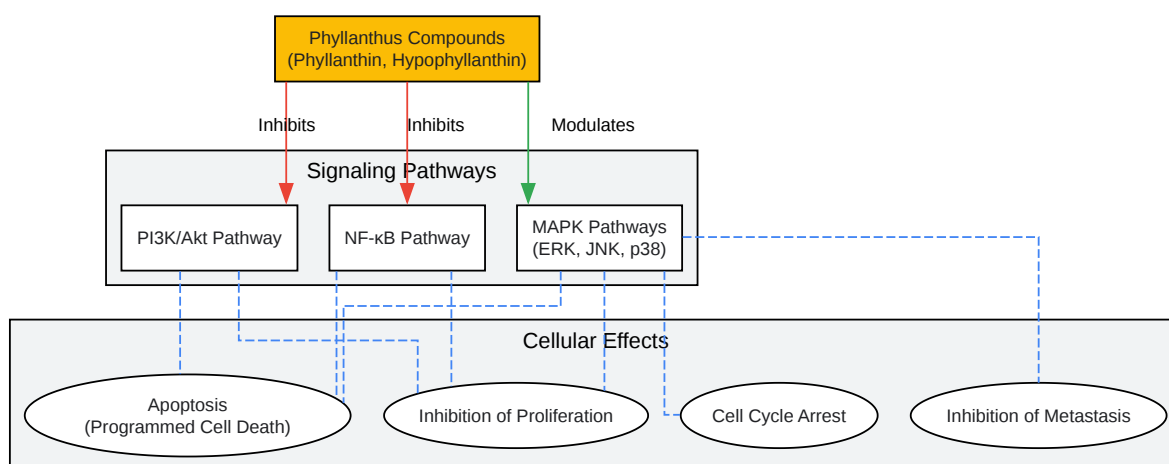 Phyllanthus Compounds
(Phyllanthin, Hypophyllanthin)
Inhibits
Inhibits
Modulates
Signaling Pathways
PI3K/Akt Pathway
NF-κB Pathway
MAPK Pathways
(ERK, JNK, p38)
Cellular Effects
Apoptosis
(Programmed Cell Death)
Inhibition of Proliferation
Cell Cycle Arrest
Inhibition of Metastasis